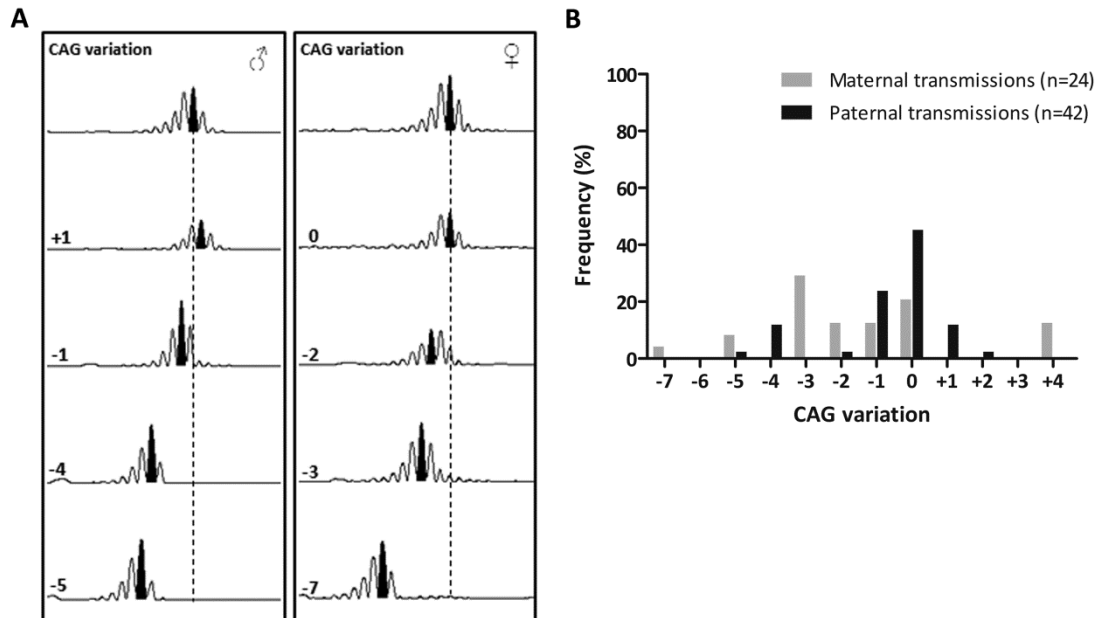 A
CAG variation ♂
+1
-1
-4
-5
CAG variation ♀
0
-2
-3
-7
B
Maternal transmissions (n=24)
Paternal transmissions (n=42)
Frequency (%)
100
80
60
40
20
0
-7 -6 -5 -4 -3 -2 -1 0 +1 +2 +3 +4
CAG variation